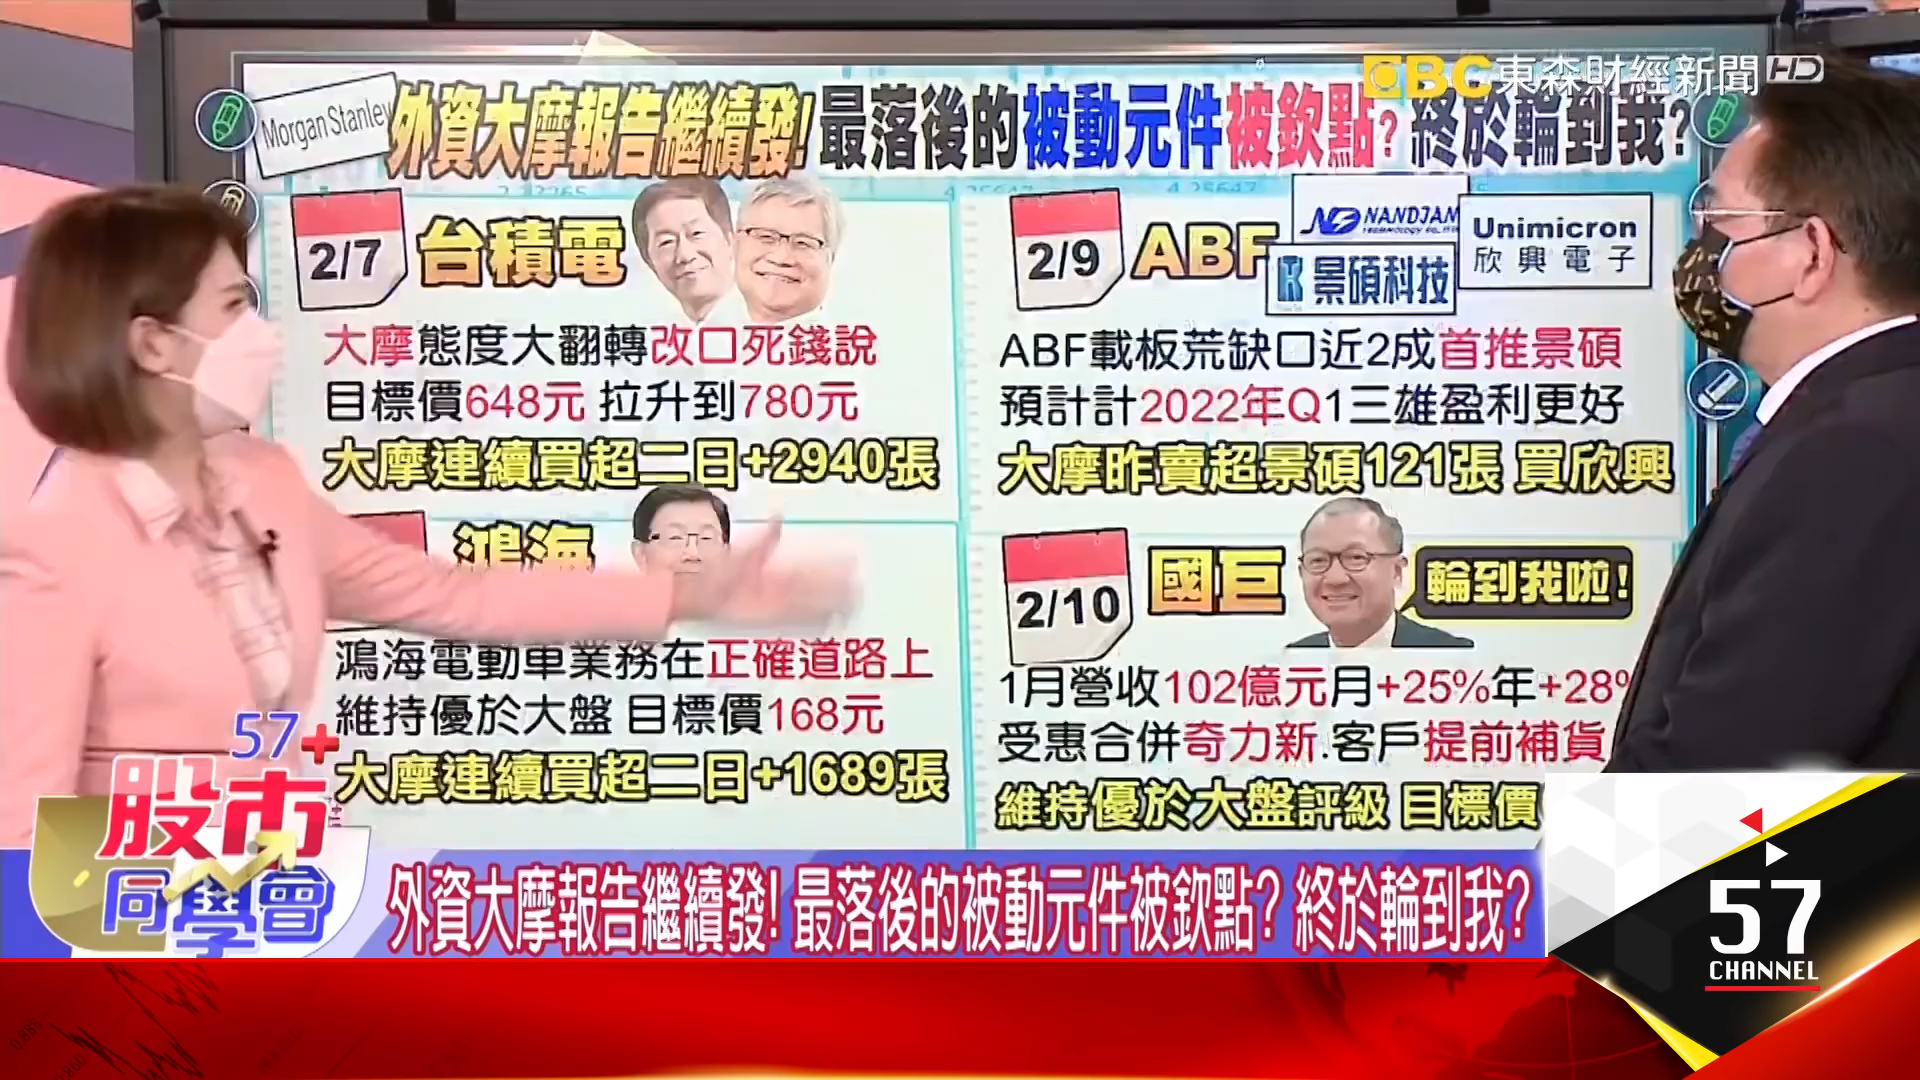 EBC 東森財經新聞 HD
Morgan Stanley
外資大摩報告繼續發! 最落後的被動元件被欽點? 終於輪到我?
2/7
台積電
大摩態度大翻轉改口死錢說
目標價648元 拉升到780元
大摩連續買超二日+2940張
2/9
ABF
NANDJAN
Unimicron
欣興電子
景碩科技
ABF載板荒缺口近2成首推景碩
預計計2022年Q1三雄盈利更好
大摩昨賣超景碩121張 買欣興
鴻海
鴻海電動車業務在正確道路上
維持優於大盤 目標價168元
大摩連續買超二日+1689張
2/10
國巨
輪到我啦!
1月營收102億元月+25%年+28%
受惠合併奇力新.客戶提前補貨
維持優於大盤評級 目標價
57+
股市
同學會
外資大摩報告繼續發! 最落後的被動元件被欽點? 終於輪到我?
57
CHANNEL